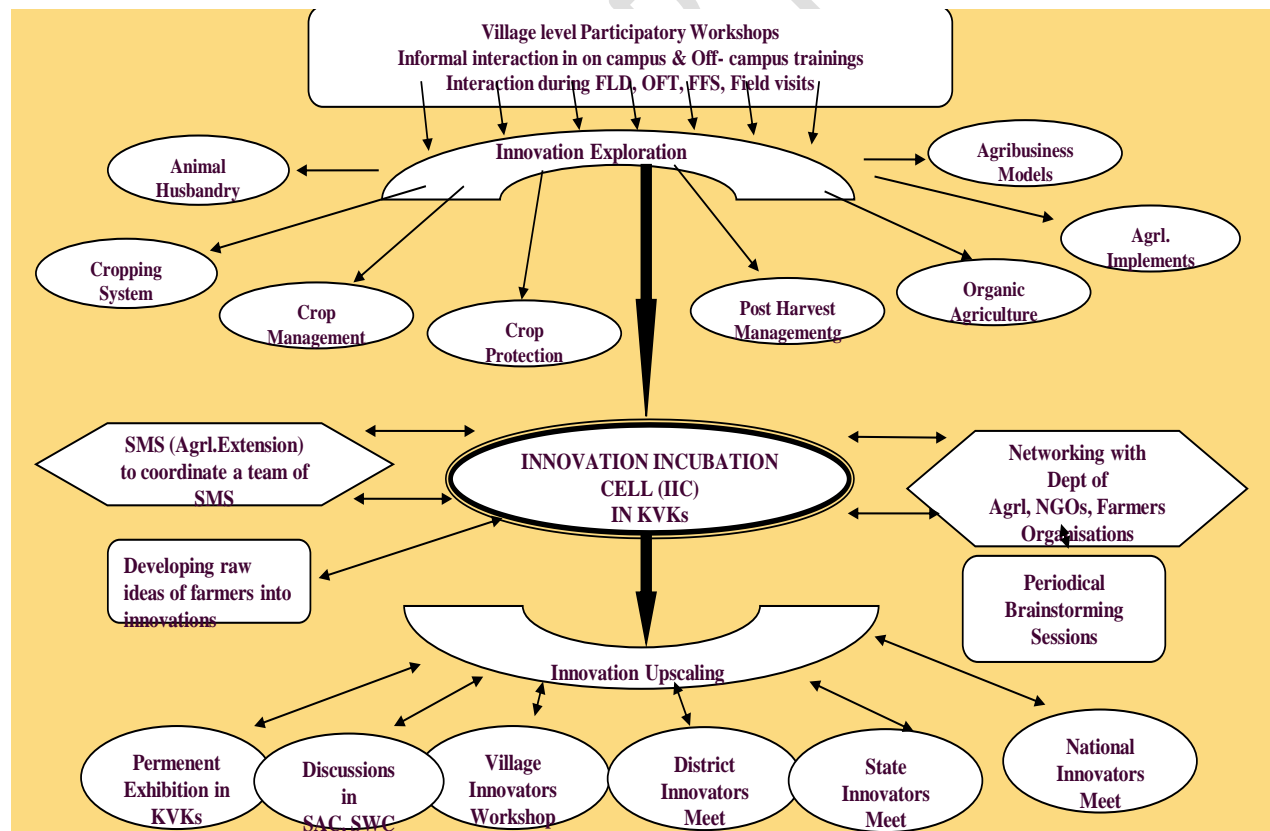 Village level Participatory Workshops
Informal interaction in on campus & Off- campus trainings
Interaction during FLD, OFT, FFS, Field visits
Innovation Exploration
Animal
Husbandry
Agribusiness
Models
Cropping
System
Agrl.
Implements
Crop
Management
Crop
Protection
Post Harvest
Managementg
Organic
Agriculture
SMS (Agrl.Extension)
to coordinate a team of
SMS
INNOVATION INCUBATION
CELL (IIC)
IN KVKs
Networking with
Dept of
Agrl, NGOs, Farmers
Organisations
Developing raw
ideas of farmers into
innovations
Periodical
Brainstorming
Sessions
Innovation Upscaling
Permenent
Exhibition in
KVKs
Discussions
in
SAC, SWC
Village
Innovators
Workshop
District
Innovators
Meet
State
Innovators
Meet
National
Innovators
Meet